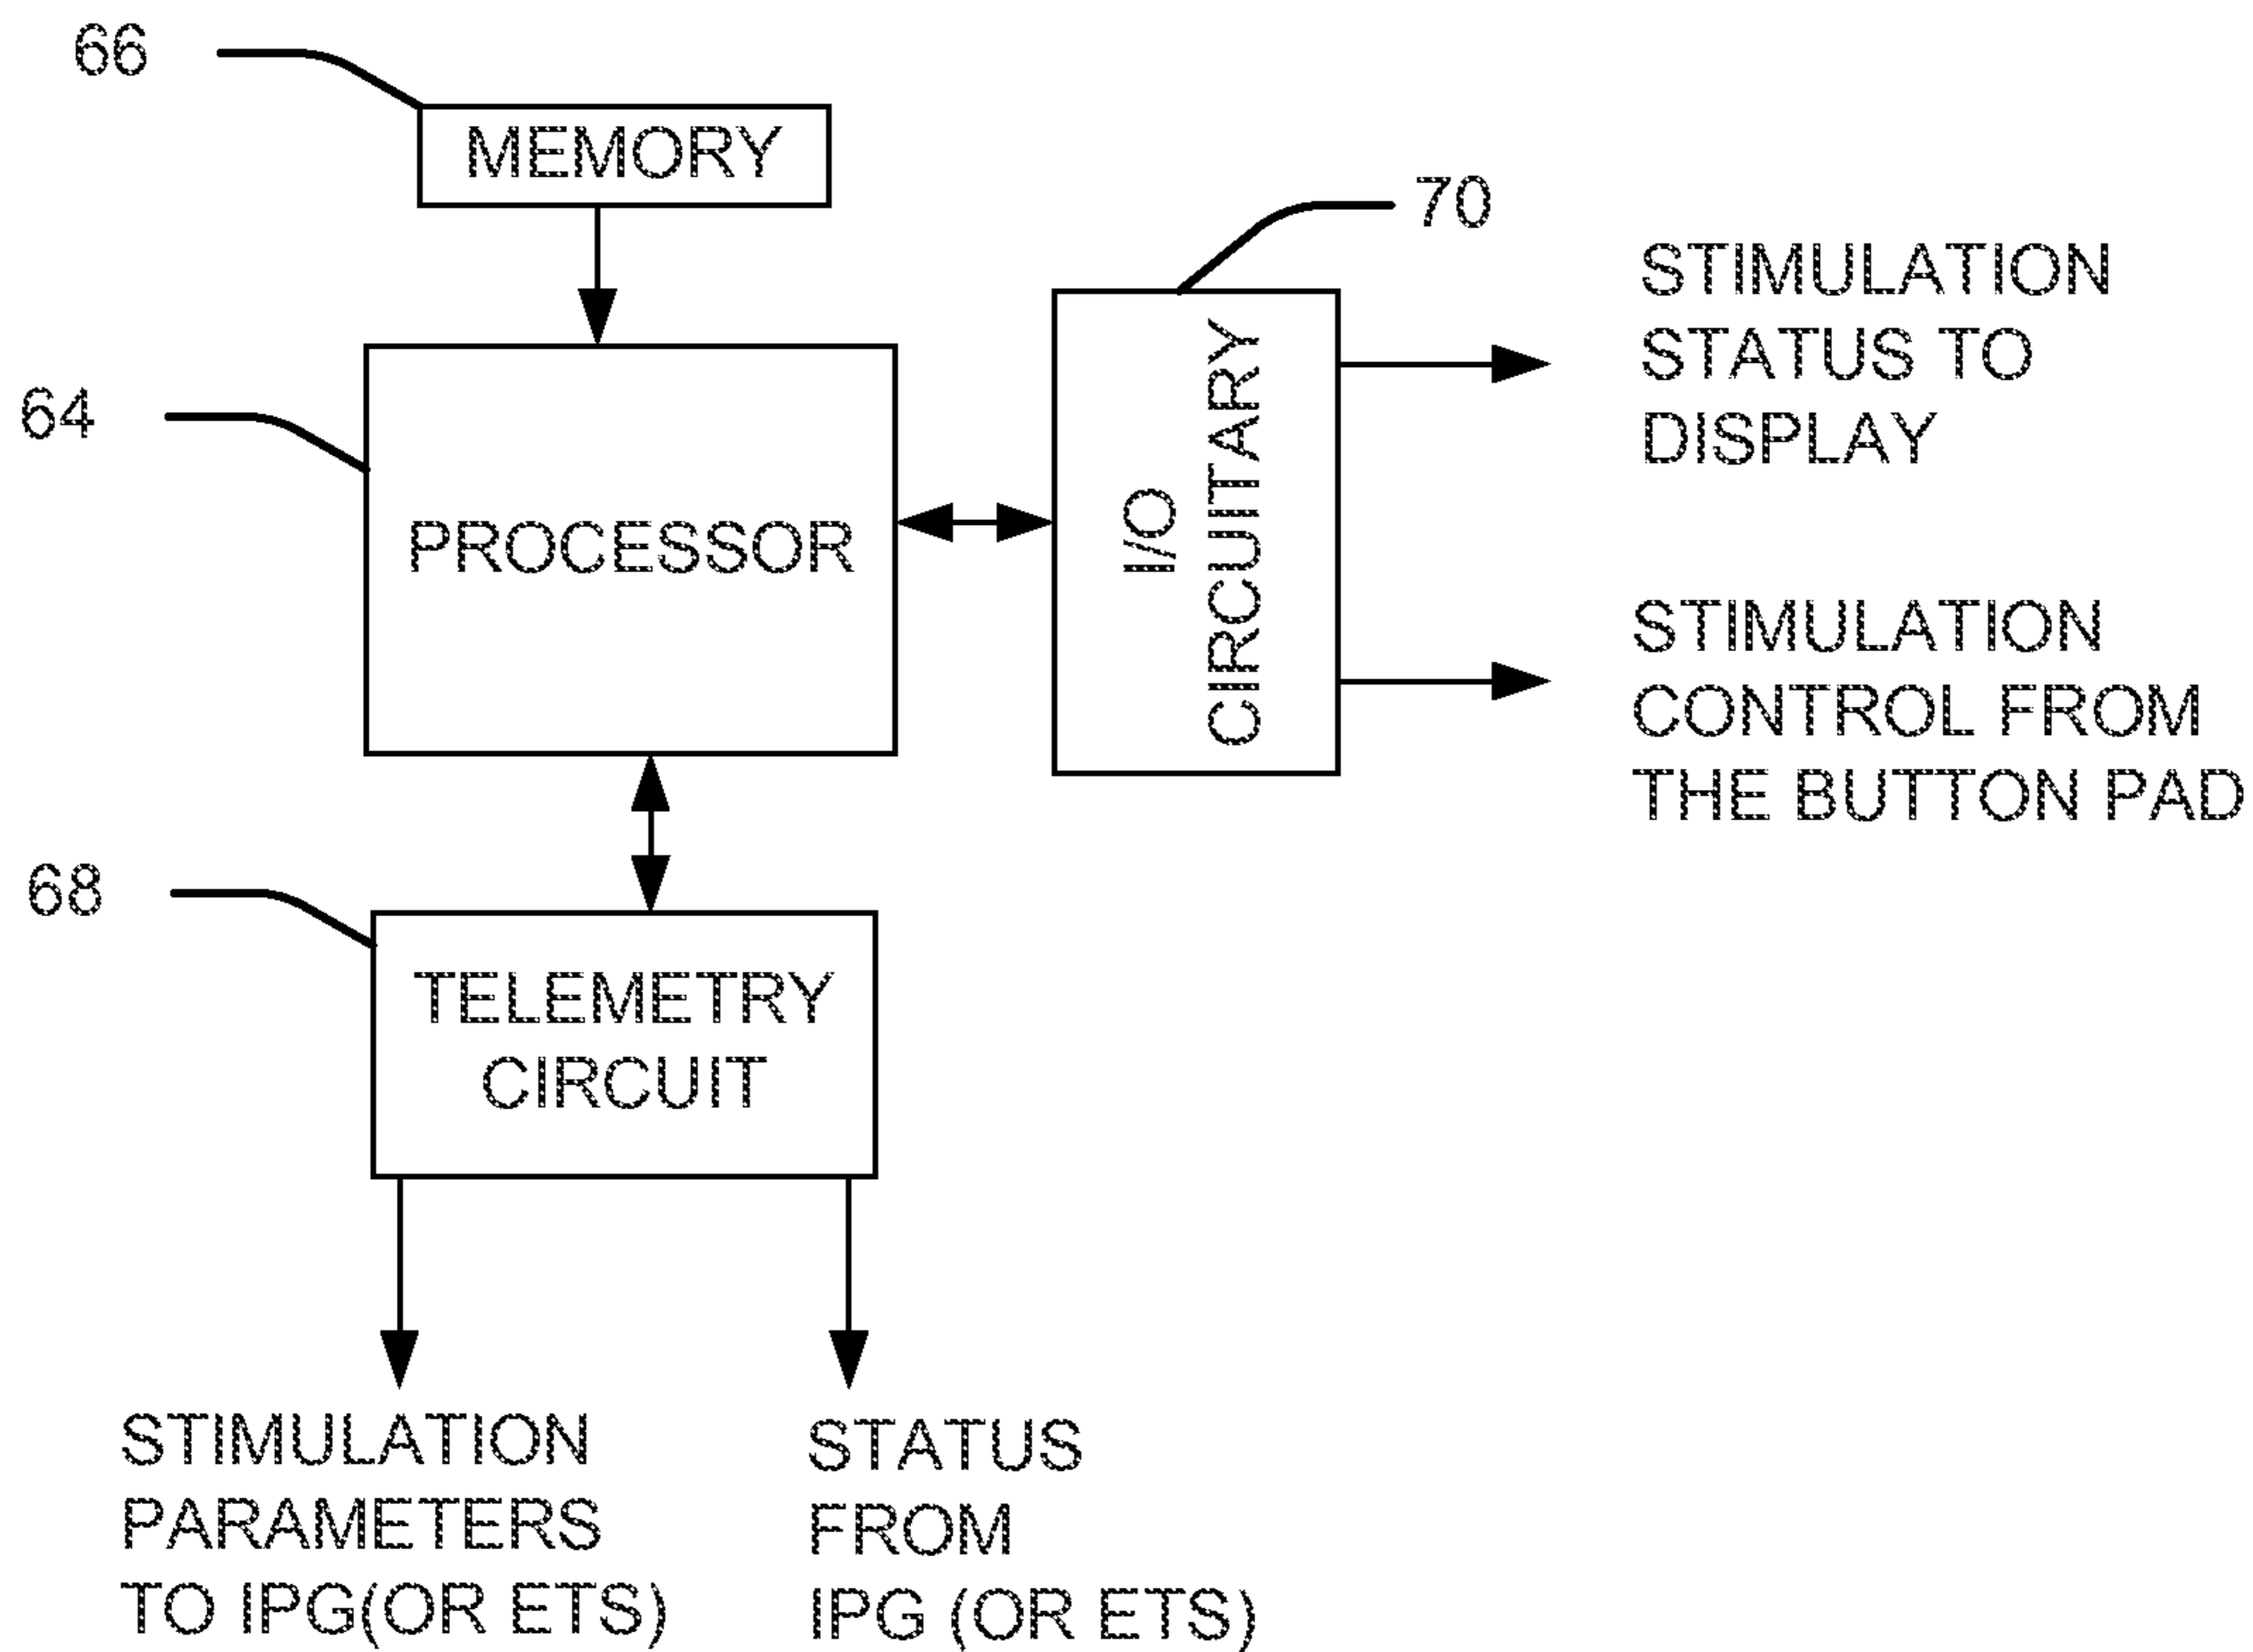 66
MEMORY
70
STIMULATION
STATUS TO
DISPLAY
64
PROCESSOR
I/O
CIRCUITARY
STIMULATION
CONTROL FROM
THE BUTTON PAD
68
TELEMETRY
CIRCUIT
STIMULATION
PARAMETERS
TO IPG(OR ETS)
STATUS
FROM
IPG (OR ETS)